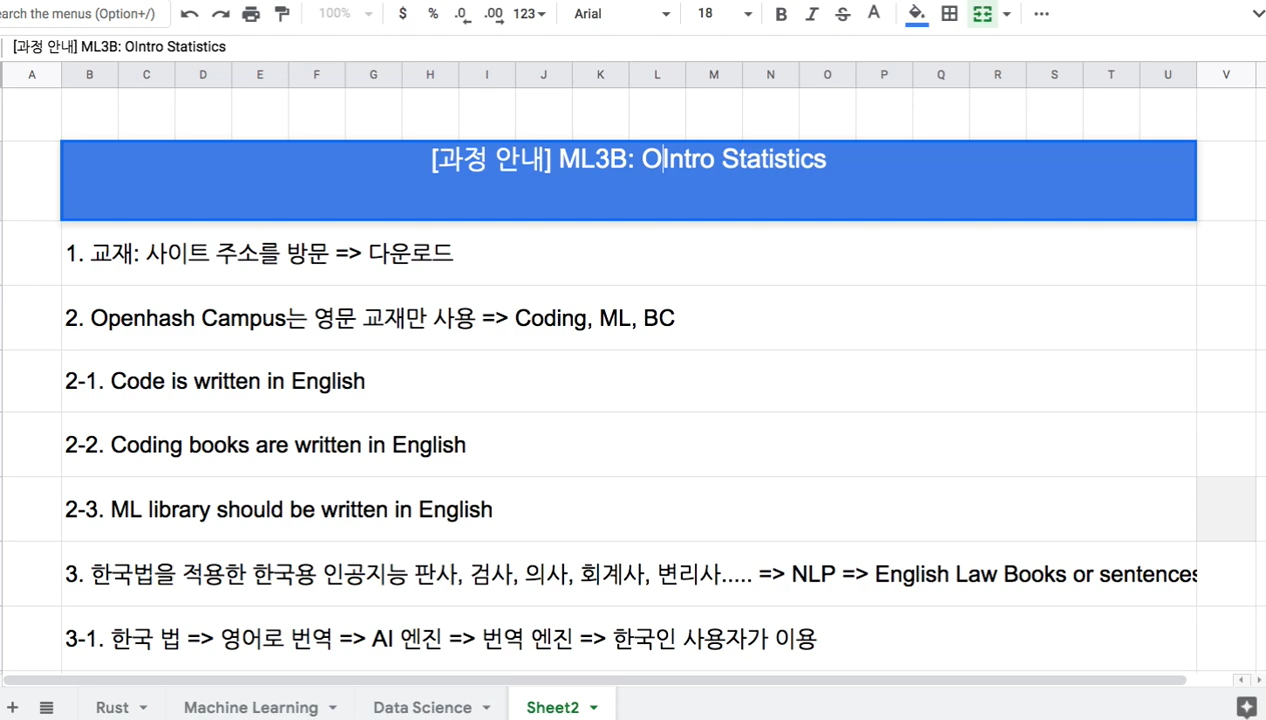 arch the menus (Option+/) 100% $ % .0 .00 123 Arial 18 B I S A
[과정 안내] ML3B: OIntro Statistics
A B C D E F G H I J K L M N O P Q R S T U V
[과정 안내] ML3B: OIntro Statistics
1. 교재: 사이트 주소를 방문 => 다운로드
2. Openhash Campus는 영문 교재만 사용 => Coding, ML, BC
2-1. Code is written in English
2-2. Coding books are written in English
2-3. ML library should be written in English
3. 한국법을 적용한 한국용 인공지능 판사, 검사, 의사, 회계사, 변리사..... => NLP => English Law Books or sentences
3-1. 한국 법 => 영어로 번역 => AI 엔진 => 번역 엔진 => 한국인 사용자가 이용
Rust Machine Learning Data Science Sheet2